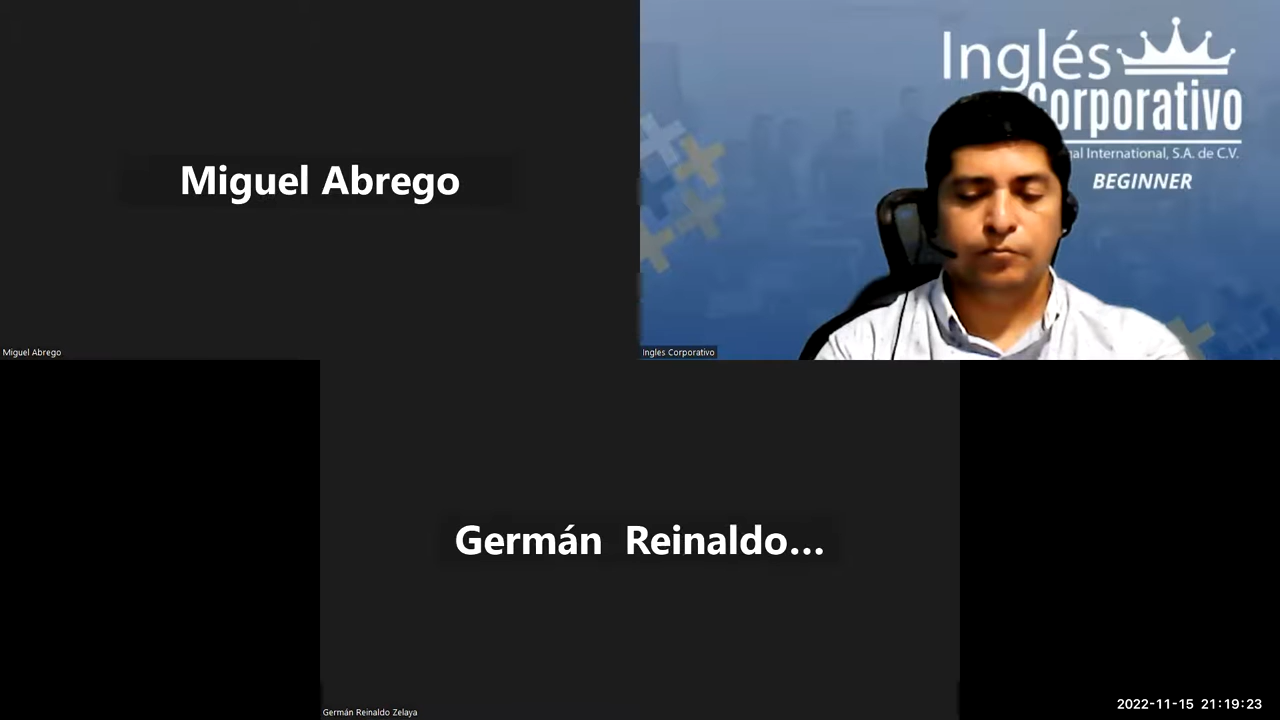 Miguel Abrego
Miguel Abrego
Inglés
Corporativo
gal International, S.A. de C.V.
BEGINNER
Ingles Corporativo
Germán Reinaldo...
Germán Reinaldo Zelaya
2022-11-15 21:19:23